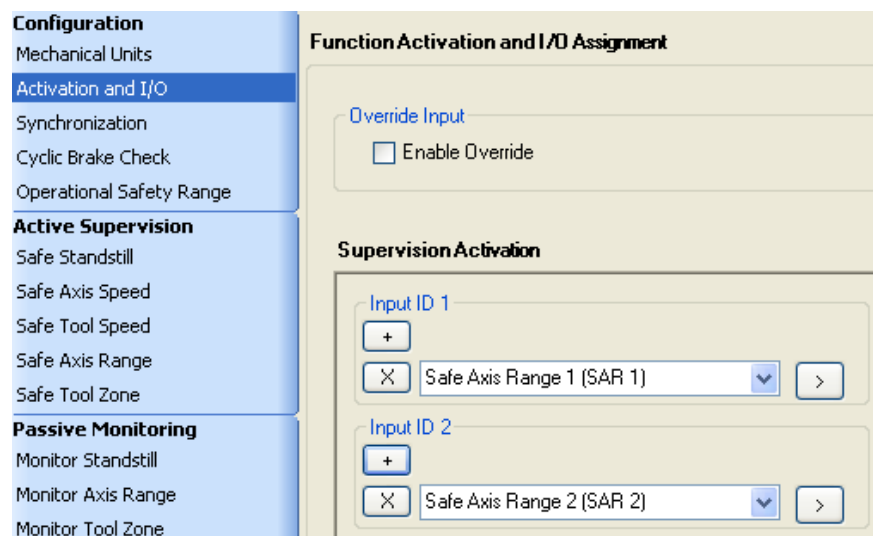 Configuration
Mechanical Units
Activation and I/O
Synchronization
Cyclic Brake Check
Operational Safety Range
Active Supervision
Safe Standstill
Safe Axis Speed
Safe Tool Speed
Safe Axis Range
Safe Tool Zone
Passive Monitoring
Monitor Standstill
Monitor Axis Range
Monitor Tool Zone
Function Activation and I/O Assignment
Override Input
Enable Override
Supervision Activation
Input ID 1
+
X Safe Axis Range 1 (SAR 1) >
Input ID 2
+
X Safe Axis Range 2 (SAR 2) >